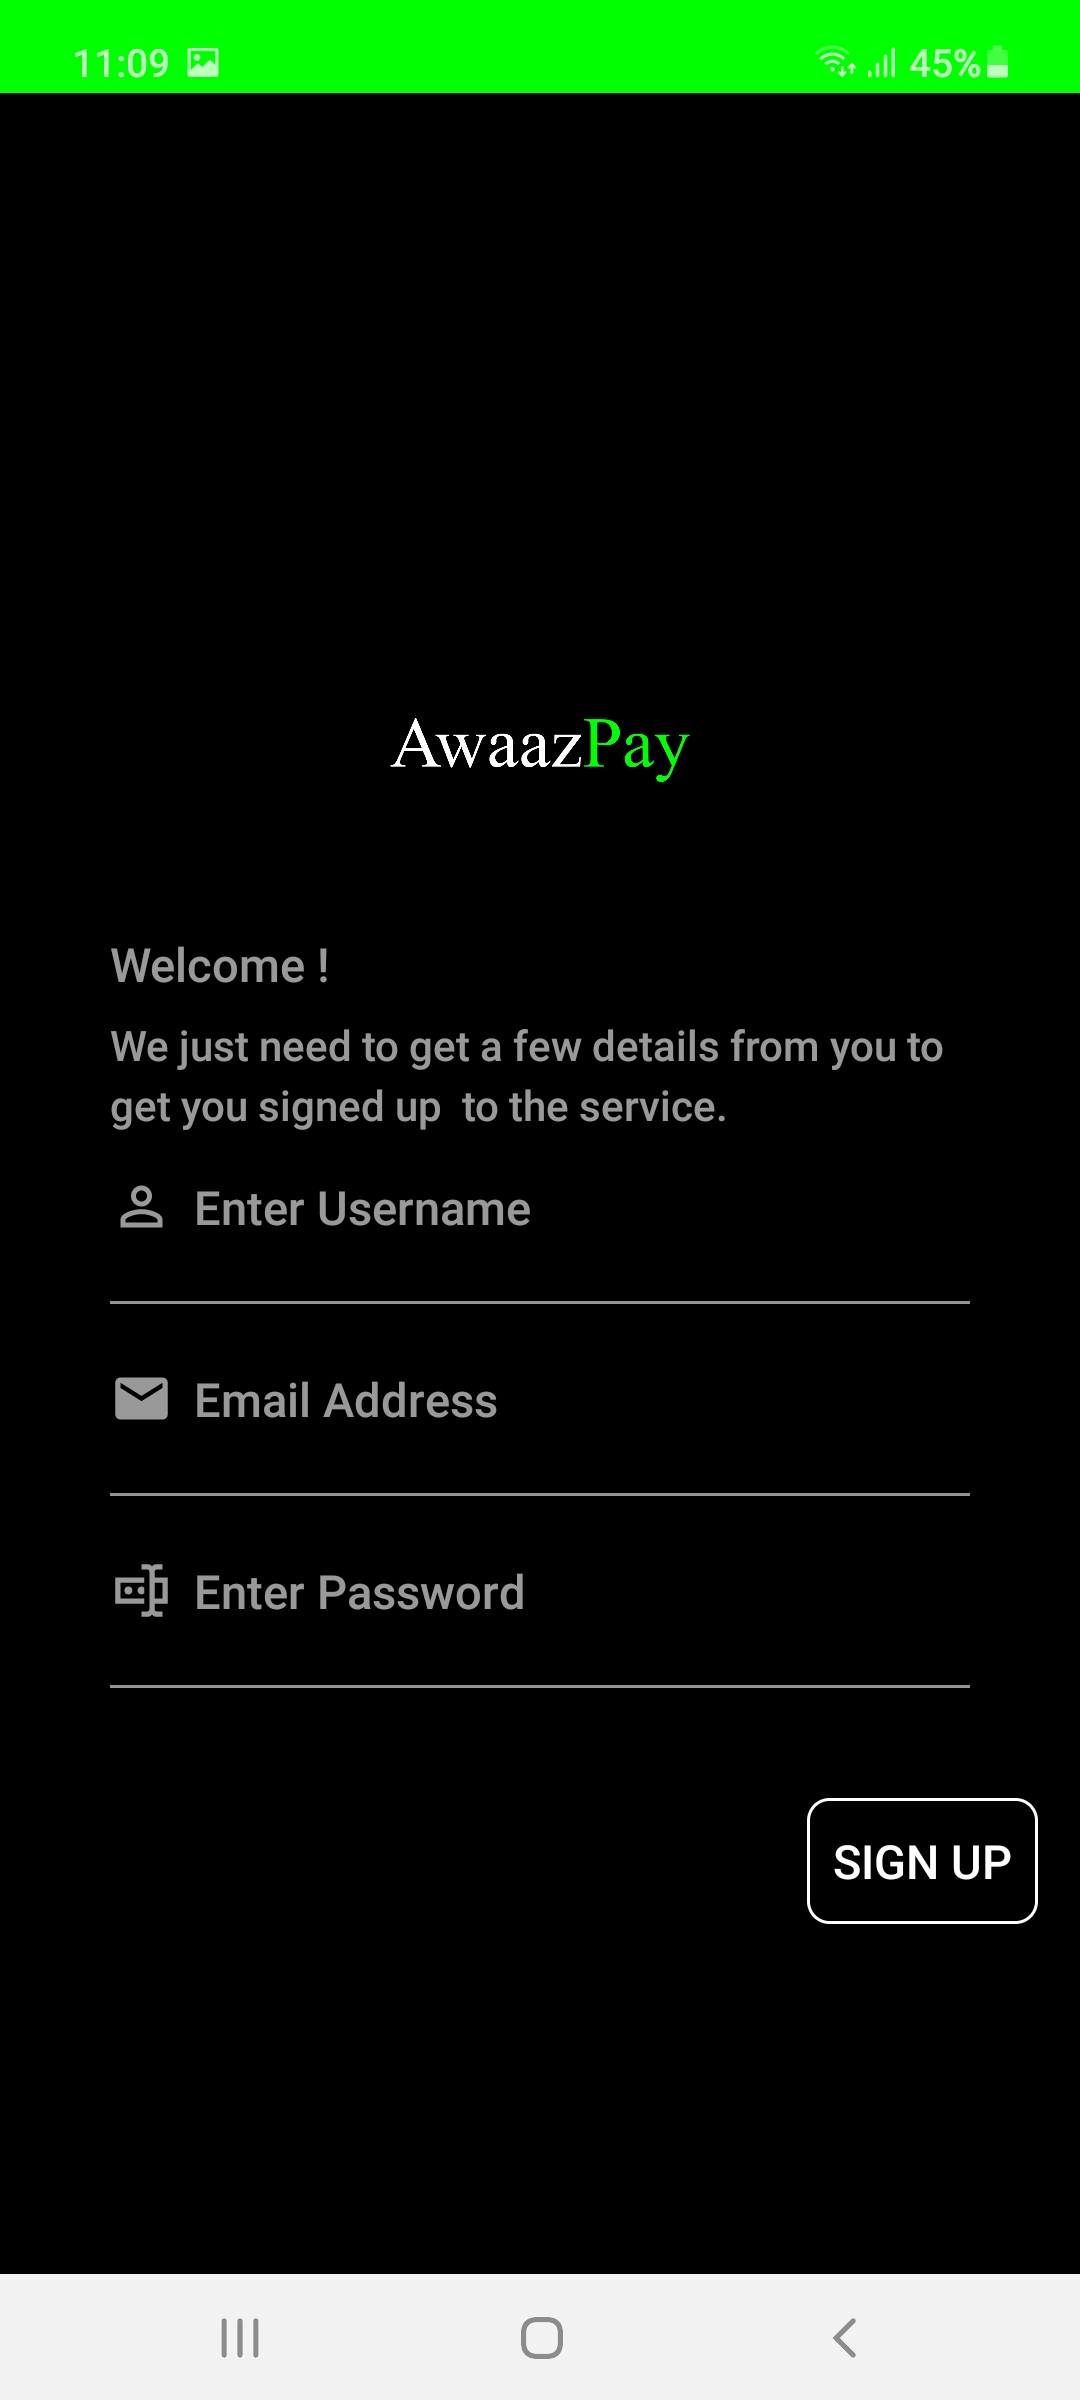 11:09 45%
AwaazPay
Welcome !
We just need to get a few details from you to
get you signed up  to the service.
Enter Username
Email Address
Enter Password
SIGN UP